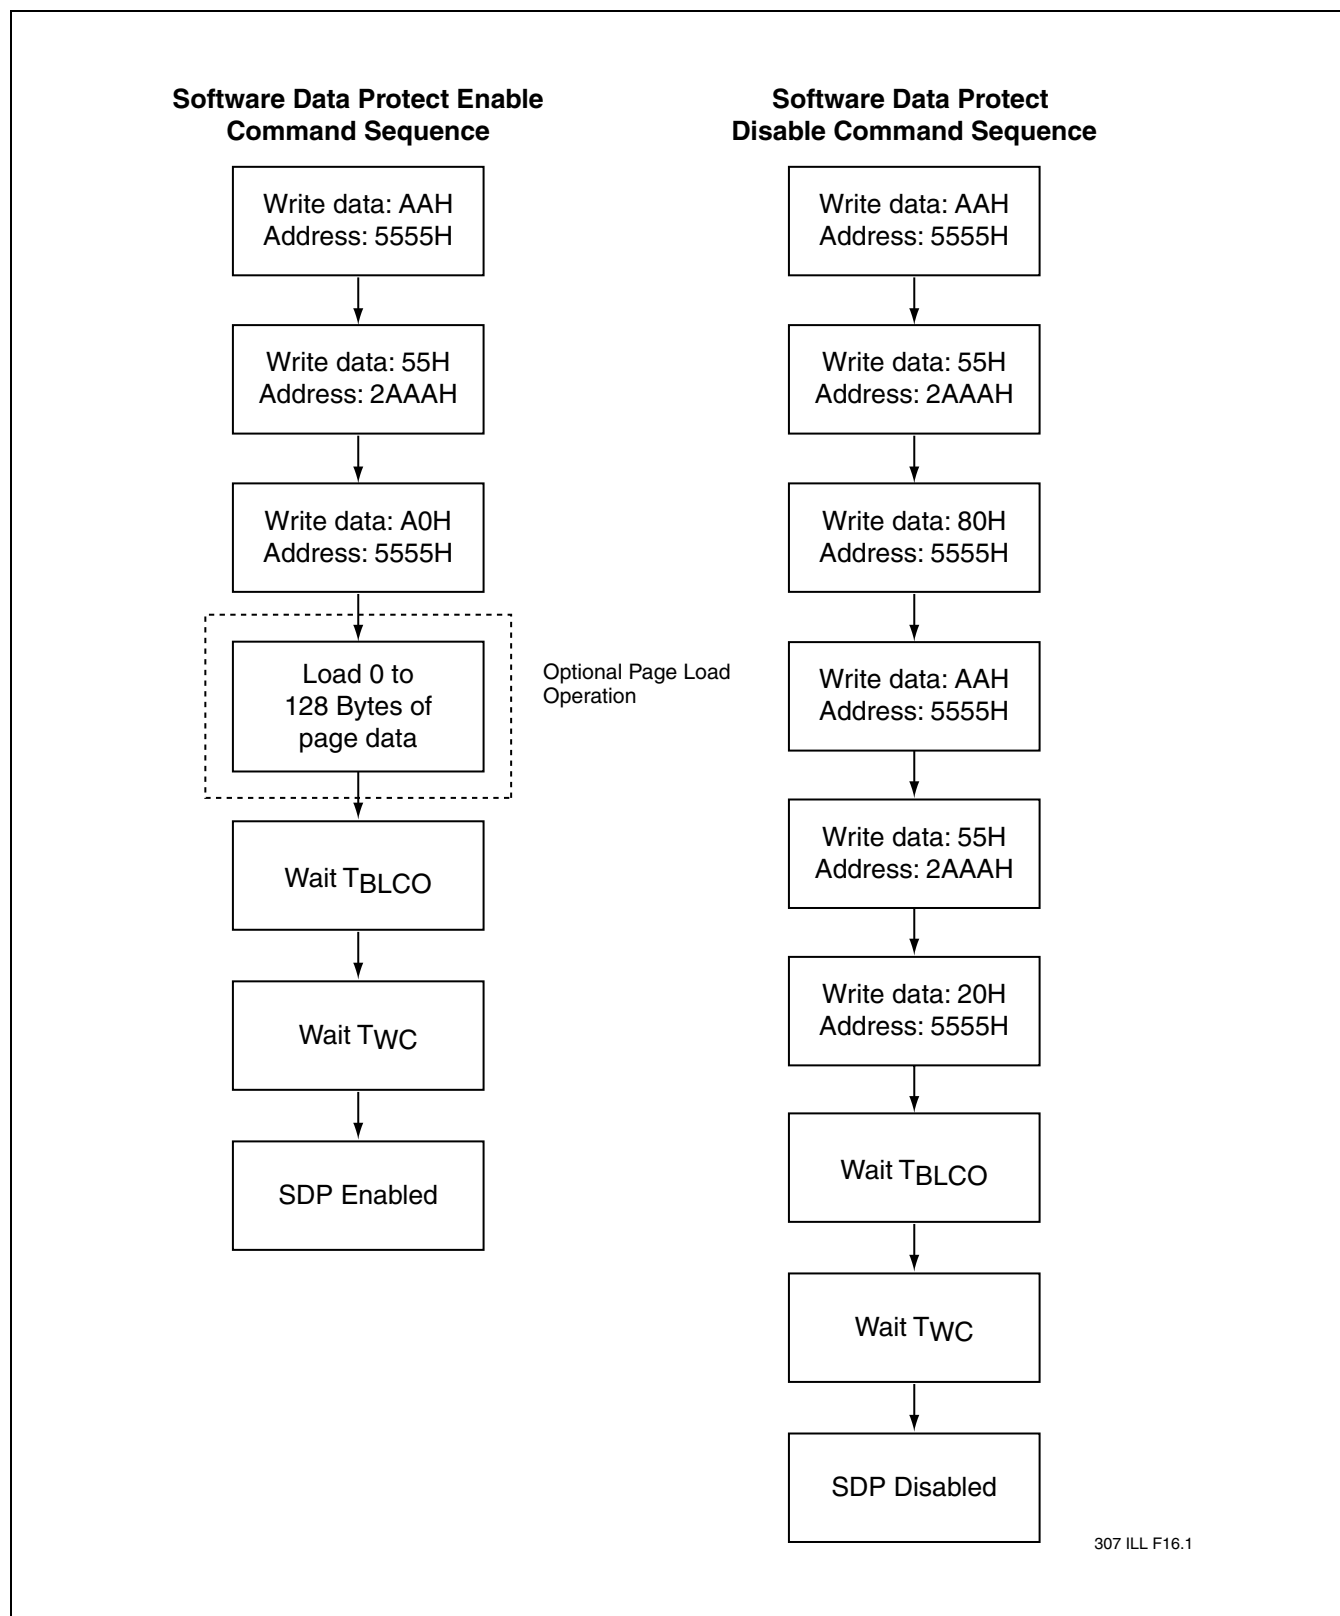 Software Data Protect Enable
Command Sequence
Write data: AAH
Address: 5555H
Write data: 55H
Address: 2AAAH
Write data: A0H
Address: 5555H
Load 0 to
128 Bytes of
page data
Optional Page Load
Operation
Wait TBLCO
Wait TWC
SDP Enabled
Software Data Protect
Disable Command Sequence
Write data: AAH
Address: 5555H
Write data: 55H
Address: 2AAAH
Write data: 80H
Address: 5555H
Write data: AAH
Address: 5555H
Write data: 55H
Address: 2AAAH
Write data: 20H
Address: 5555H
Wait TBLCO
Wait TWC
SDP Disabled
307 ILL F16.1